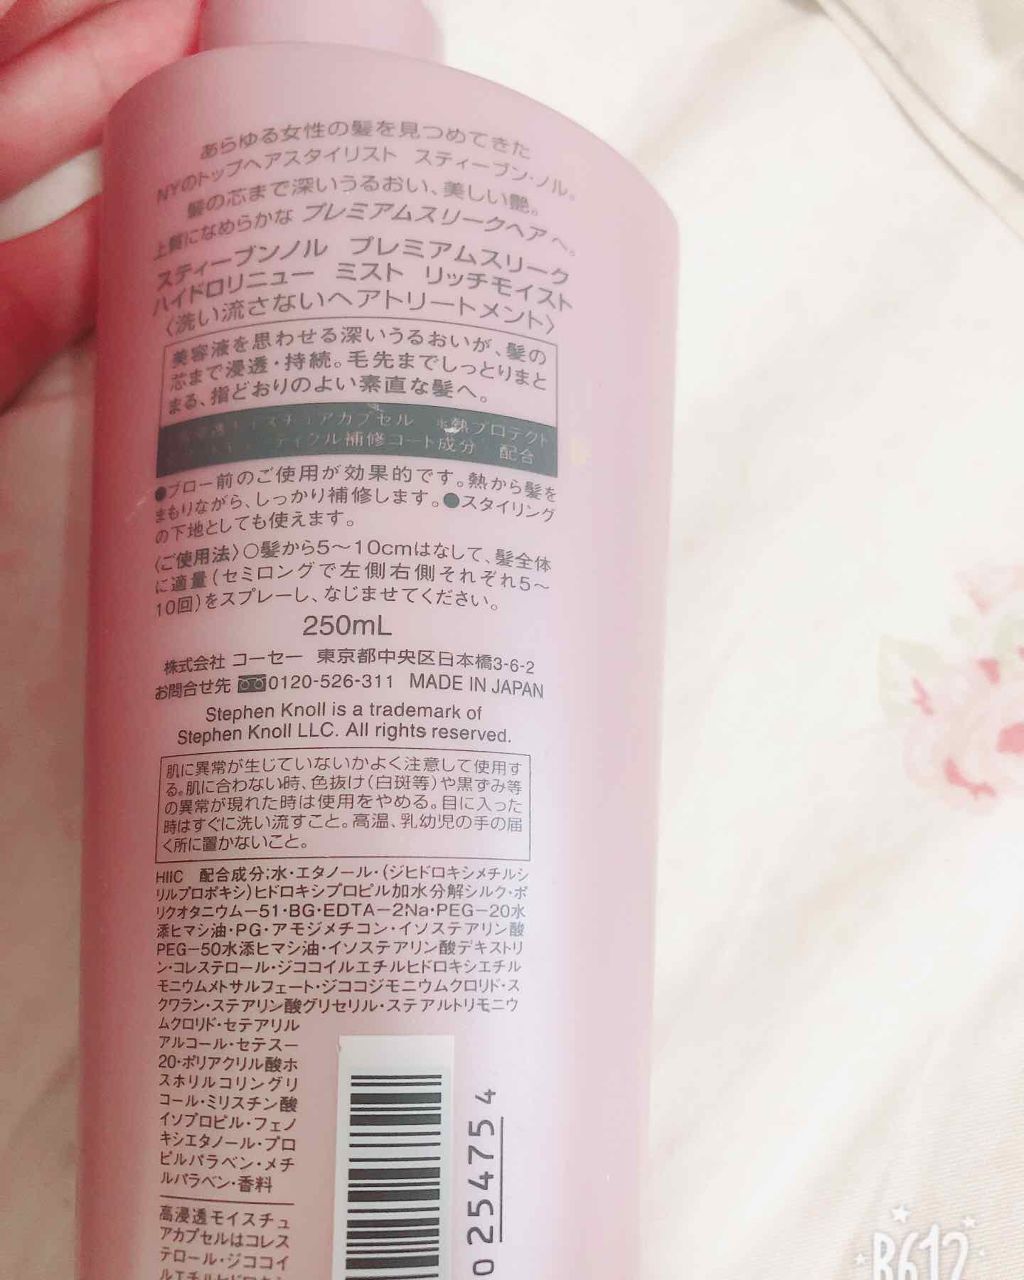 あらゆる女性の髪を見つめてきた
NYのトップヘアスタイリスト スティーブン・ノル。
髪の芯まで深いうるおい、美しい艶。
上質になめらかな プレミアムスリークヘアへ。
スティーブンノル プレミアムスリーク
ハイドロリニュー ミスト リッチモイスト
〈洗い流さないヘアトリートメント〉
美容液を思わせる深いうるおいが、髪の
芯まで浸透・持続。毛先までしっとりまと
まる、指どおりのよい素直な髪へ。
モイスチュアカプセル 熱プロテクト
補修コート成分 配合
●ブロー前のご使用が効果的です。熱から髪を
まもりながら、しっかり補修します。●スタイリング
の下地としても使えます。
〈ご使用法〉○髪から5〜10cmはなして、髪全体
に適量(セミロングで左側右側それぞれ5〜
10回)をスプレーし、なじませてください。
250mL
株式会社 コーセー 東京都中央区日本橋3-6-2
お問合せ先 0120-526-311 MADE IN JAPAN
Stephen Knoll is a trademark of
Stephen Knoll LLC. All rights reserved.
肌に異常が生じていないかよく注意して使用す
る。肌に合わない時、色抜け(白斑等)や黒ずみ等
の異常が現れた時は使用をやめる。目に入った
時はすぐに洗い流すこと。高温、乳幼児の手の届
く所に置かないこと。
HIIC 配合成分;水・エタノール・(ジヒドロキシメチルシ
リルプロポキシ)ヒドロキシプロピル加水分解シルク・ポ
リクオタニウム-51・BG・EDTA-2Na・PEG-20水
添ヒマシ油・PG・アモジメチコン・イソステアリン酸
PEG-50水添ヒマシ油・イソステアリン酸デキストリ
ン・コレステロール・ジココイルエチルヒドロキシエチル
モニウムメトサルフェート・ジココジモニウムクロリド・ス
クワラン・ステアリン酸グリセリル・ステアルトリモニウ
ムクロリド・セテアリル
アルコール・セテス-
20・ポリアクリル酸ホ
スホリルコリングリ
コール・ミリスチン酸
イソプロピル・フェノ
キシエタノール・プロ
ピルパラベン・メチ
ルパラベン・香料
高浸透モイスチュ
アカプセルはコレス
テロール・ジココイ
ルエチルヒドロキシ
0 25475 4
B612